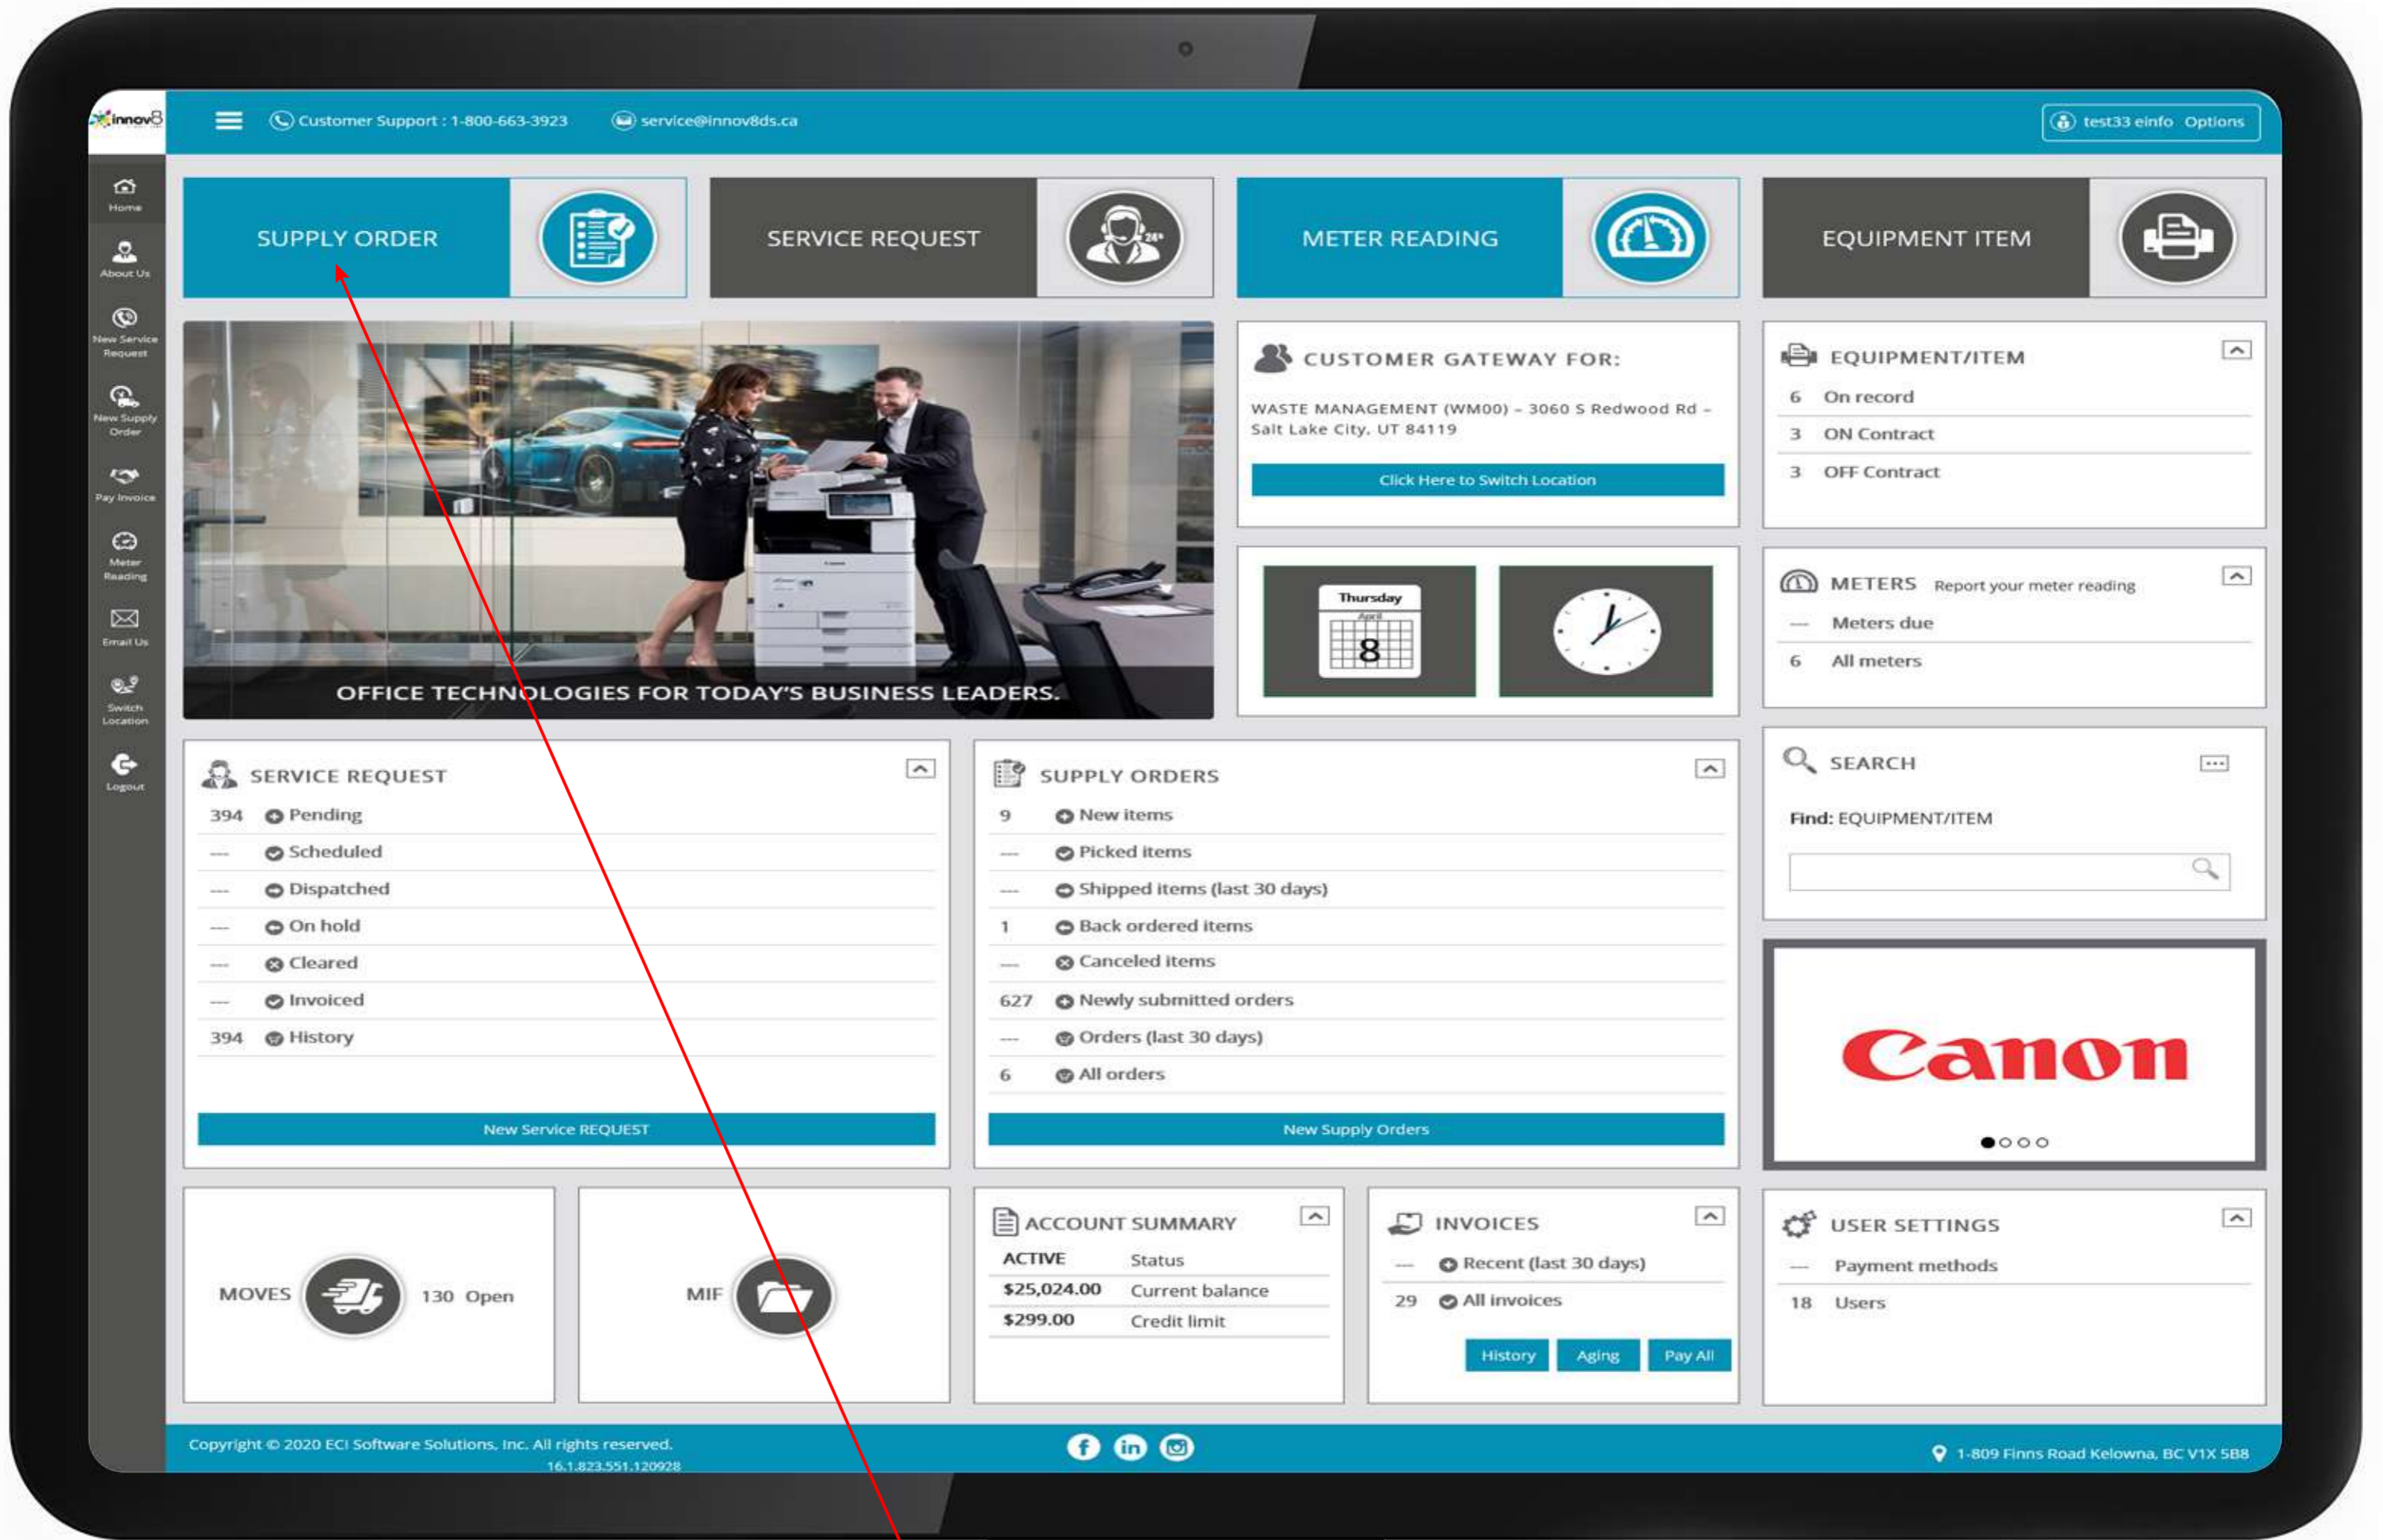 innov8
Customer Support : 1-800-663-3923
service@innov8ds.ca
test33 einfo Options
Home
About Us
New Service
Request
New Supply
Order
Pay Invoice
Meter
Reading
Email Us
Switch
Location
Logout
SUPPLY ORDER
SERVICE REQUEST
24h
METER READING
EQUIPMENT ITEM
OFFICE TECHNOLOGIES FOR TODAY'S BUSINESS LEADERS.
CUSTOMER GATEWAY FOR:
WASTE MANAGEMENT (WM00) – 3060 S Redwood Rd –
Salt Lake City, UT 84119
Click Here to Switch Location
Thursday
April
8
EQUIPMENT/ITEM
6 On record
3 ON Contract
3 OFF Contract
METERS Report your meter reading
--- Meters due
6 All meters
SERVICE REQUEST
394 Pending
--- Scheduled
--- Dispatched
--- On hold
--- Cleared
--- Invoiced
394 History
New Service REQUEST
SUPPLY ORDERS
9 New items
--- Picked items
--- Shipped items (last 30 days)
1 Back ordered items
--- Canceled items
627 Newly submitted orders
--- Orders (last 30 days)
6 All orders
New Supply Orders
SEARCH
Find: EQUIPMENT/ITEM
Canon
MOVES 130 Open
MIF
ACCOUNT SUMMARY
ACTIVE Status
$25,024.00 Current balance
$299.00 Credit limit
INVOICES
--- Recent (last 30 days)
29 All invoices
History Aging Pay All
USER SETTINGS
--- Payment methods
18 Users
Copyright © 2020 ECI Software Solutions, Inc. All rights reserved.
16.1.823.551.120928
1-809 Finns Road Kelowna, BC V1X 5B8